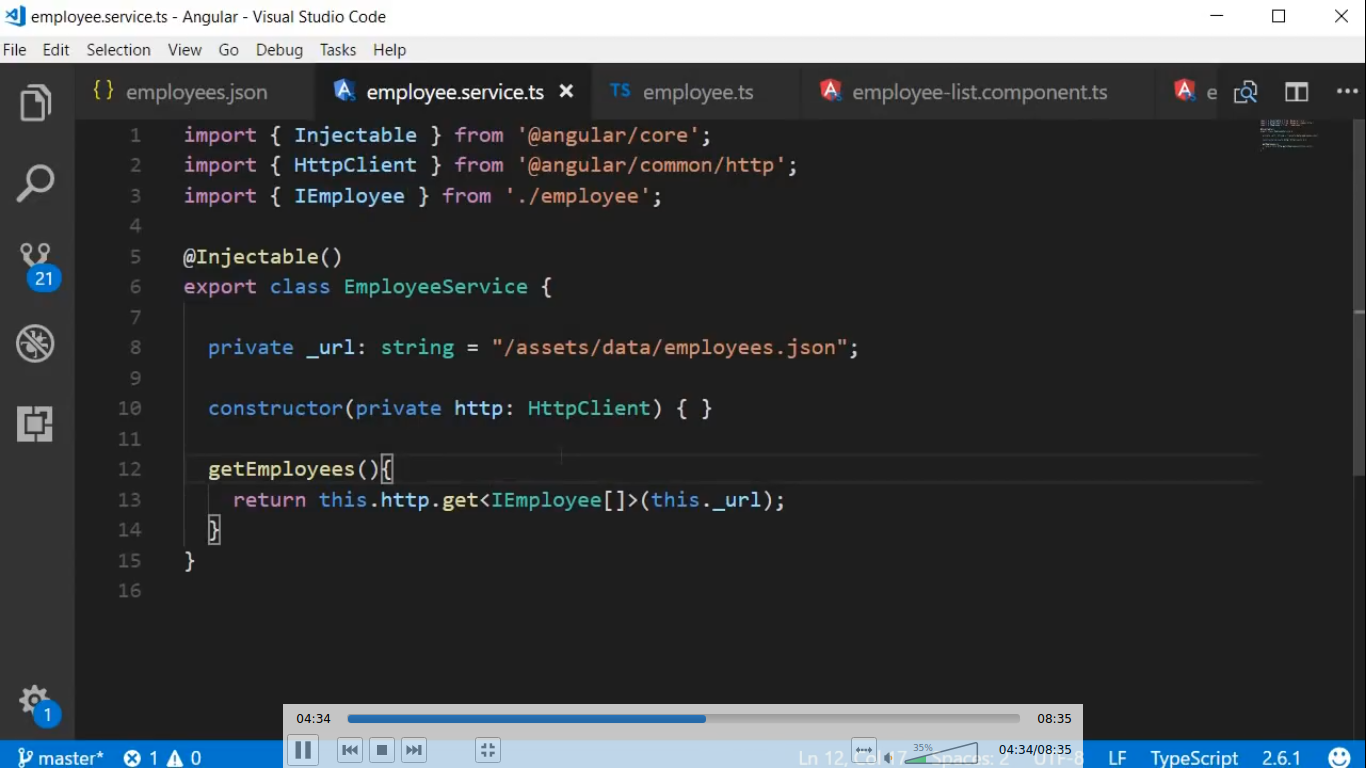 employee.service.ts - Angular - Visual Studio Code
File Edit Selection View Go Debug Tasks Help
{} employees.json employee.service.ts × TS employee.ts employee-list.component.ts e ···
1 import { Injectable } from '@angular/core';
2 import { HttpClient } from '@angular/common/http';
3 import { IEmployee } from './employee';
4
5 @Injectable()
6 export class EmployeeService {
7
8 private _url: string = "/assets/data/employees.json";
9
10 constructor(private http: HttpClient) { }
11
12 getEmployees(){
13 return this.http.get<IEmployee[]>(this._url);
14 }
15 }
16
21
1
04:34 08:35
35% 04:34/08:35
master* 1 0 Ln 12, Col 17 Spaces: 2 UTF-8 LF TypeScript 2.6.1